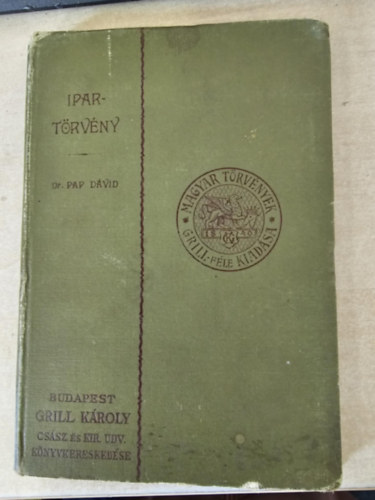 IPAR-
TÖRVÉNY
Dr. PAP DÁVID
MAGYAR TÖRVÉNYEK
GRILL-FÉLE KIADÁSA
BUDAPEST
GRILL KÁROLY
CSÁSZ. ÉS KIR. UDV.
KÖNYVKERESKEDÉSE